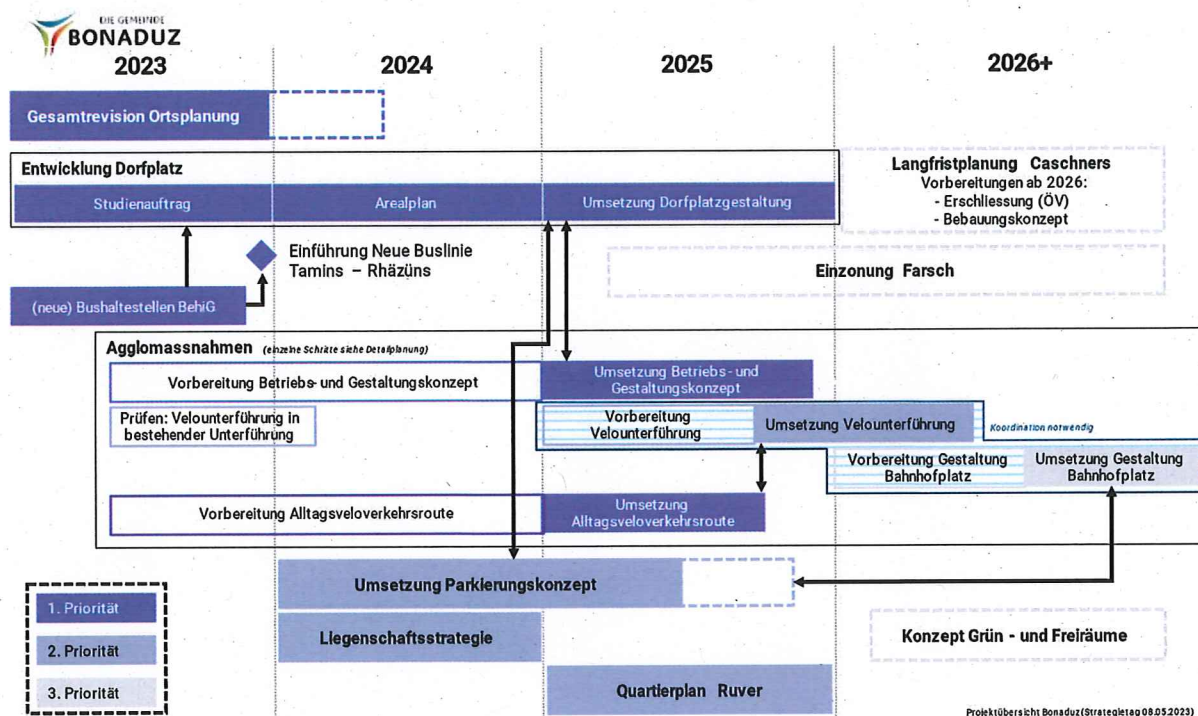 DIE GEMEINDE
BONADUZ
2023
2024
2025
2026+
Gesamtrevision Ortsplanung
Entwicklung Dorfplatz
Studienauftrag
Arealplan
Umsetzung Dorfplatzgestaltung
Langfristplanung Caschners
Vorbereitungen ab 2026:
- Erschliessung (ÖV)
- Bebauungskonzept
Einführung Neue Buslinie
Tamins – Rhäzüns
Einzonung Farsch
(neue) Bushaltestellen BehiG
Agglomassnahmen (einzelne Schritte siehe Detailplanung)
Vorbereitung Betriebs- und Gestaltungskonzept
Umsetzung Betriebs- und
Gestaltungskonzept
Prüfen: Velounterführung in
bestehender Unterführung
Vorbereitung
Velounterführung
Umsetzung Velounterführung
Koordination notwendig
Vorbereitung Gestaltung
Bahnhofplatz
Umsetzung Gestaltung
Bahnhofplatz
Vorbereitung Alltagsveloverkehrsroute
Umsetzung
Alltagsveloverkehrsroute
Umsetzung Parkierungskonzept
1. Priorität
2. Priorität
3. Priorität
Liegenschaftsstrategie
Konzept Grün - und Freiräume
Quartierplan Ruver
Projektübersicht Bonaduz (Strategietag 08.05.2023)